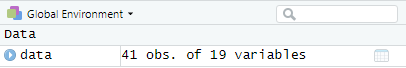 Global Environment
Data
data 41 obs. of 19 variables